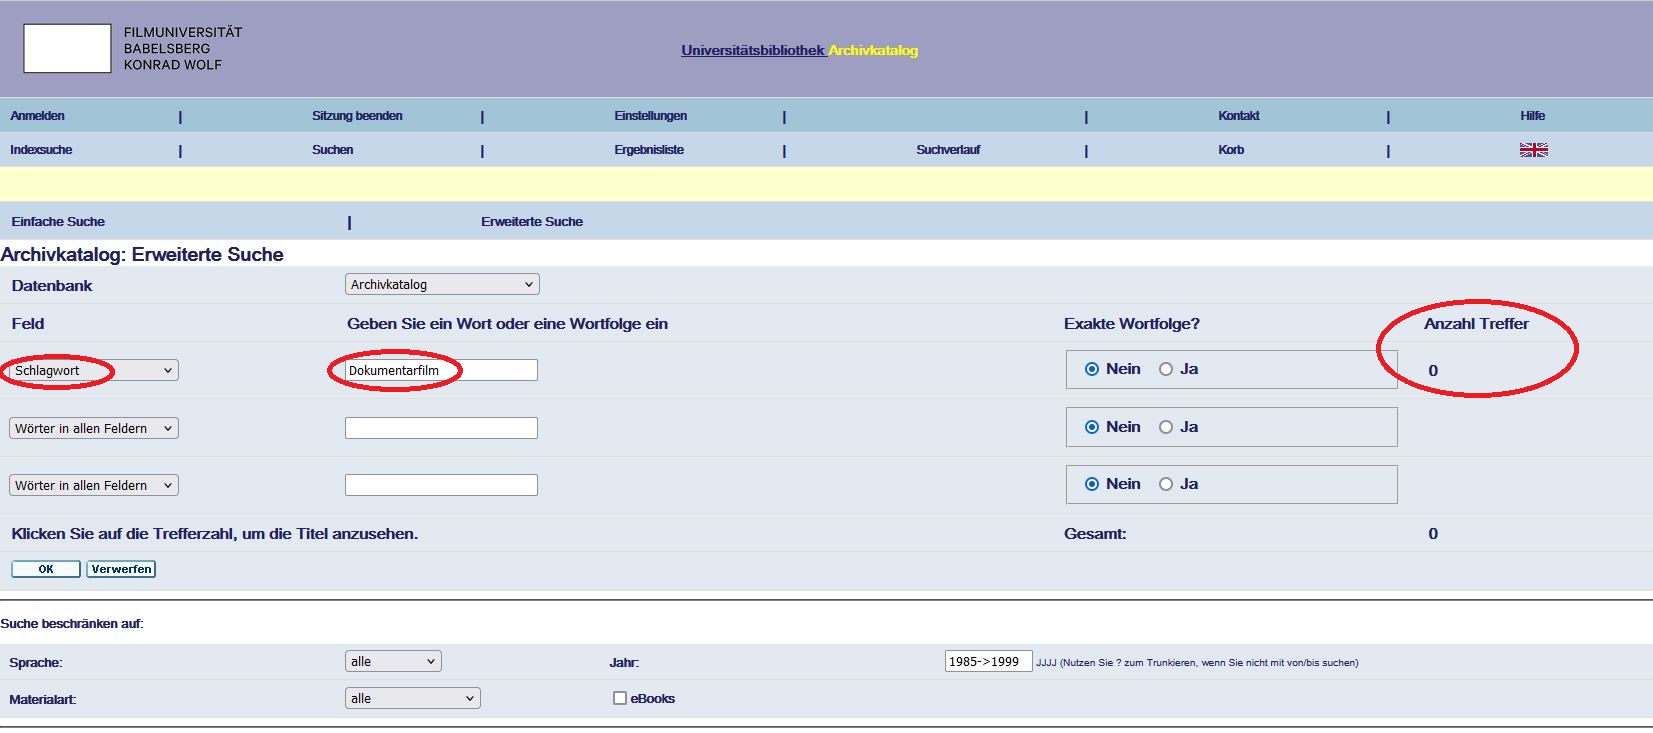 FILMUNIVERSITÄT
BABELSBERG
KONRAD WOLF
Universitätsbibliothek Archivkatalog
Anmelden | Sitzung beenden | Einstellungen | | Kontakt | Hilfe
Indexsuche | Suchen | Ergebnisliste | Suchverlauf | Korb |
Einfache Suche | Erweiterte Suche
Archivkatalog: Erweiterte Suche
Datenbank Archivkatalog
Feld Geben Sie ein Wort oder eine Wortfolge ein Exakte Wortfolge? Anzahl Treffer
Schlagwort Dokumentarfilm Nein Ja 0
Wörter in allen Feldern Nein Ja
Wörter in allen Feldern Nein Ja
Klicken Sie auf die Trefferzahl, um die Titel anzusehen. Gesamt: 0
OK Verwerfen
Suche beschränken auf:
Sprache: alle Jahr: 1985->1999 JJJJ (Nutzen Sie ? zum Trunkieren, wenn Sie nicht mit von/bis suchen)
Materialart: alle eBooks